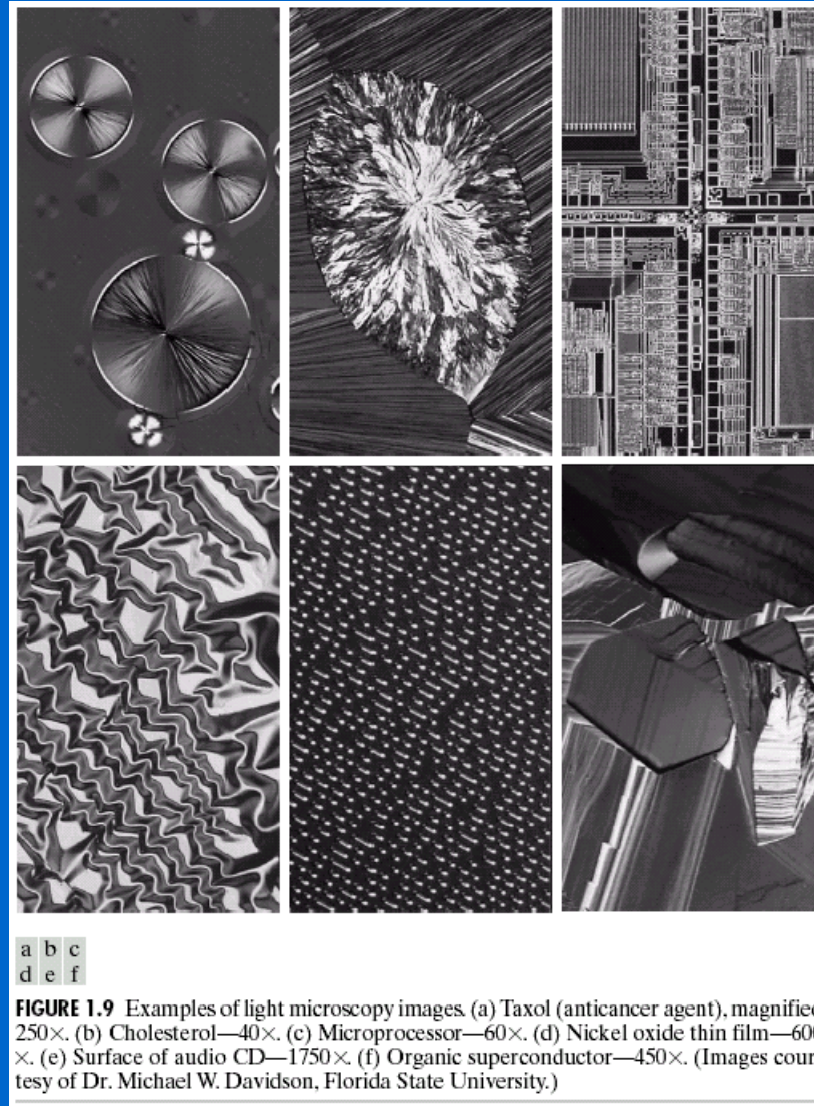 a b c
d e f
FIGURE 1.9 Examples of light microscopy images. (a) Taxol (anticancer agent), magnified
250×. (b) Cholesterol—40×. (c) Microprocessor—60×. (d) Nickel oxide thin film—600
×. (e) Surface of audio CD—1750×. (f) Organic superconductor—450×. (Images cour-
tesy of Dr. Michael W. Davidson, Florida State University.)